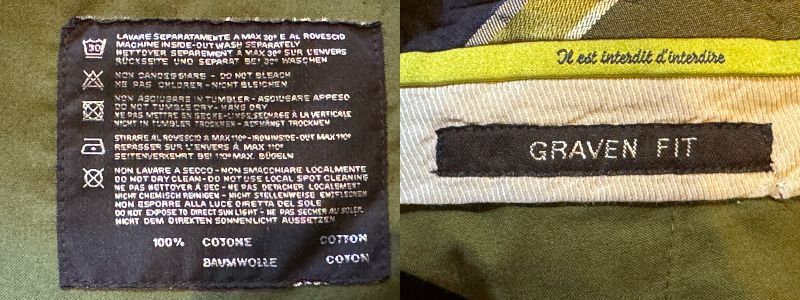 30
LAVARE SEPARATAMENTE A MAX 30° E AL ROVESCIO
MACHINE INSIDE-OUT WASH SEPARATELY
NETTOYER SEPAREMENT A MAX 30° SUR L'ENVERS
RÜCKSEITE UND SEPARAT BEI 30° WASCHEN
NON CANDEGGIARE - DO NOT BLEACH
NE PAS CHLORER - NICHT BLEICHEN
NON ASCIUGARE IN TUMBLER - ASCIUGARE APPESO
DO NOT TUMBLE DRY - HANG DRY
NE PAS METTRE EN SECHE-LINGE, SECHAGE A LA VERTICALE
NICHT IM TUMBLER TROCKNEN - AUFHÄNGT TROCKNEN
STIRARE AL ROVESCIO A MAX 110° - IRON INSIDE-OUT MAX 110°
REPASSER SUR L'ENVERS A MAX 110°
SEITENVERKEHRT BEI 110° MAX. BÜGELN
NON LAVARE A SECCO - NON SMACCHIARE LOCALMENTE
DO NOT DRY CLEAN - DO NOT USE LOCAL SPOT CLEANING
NE PAS NETTOYER A SEC - NE PAS DETACHER LOCALEMENT
NICHT CHEMISCH REINIGEN - NICHT STELLENWEISE ENTFLECKEN
NON ESPORRE ALLA LUCE DIRETTA DEL SOLE
DO NOT EXPOSE TO DIRECT SUN LIGHT - NE PAS SECHER AU SOLEIL
NICHT DEM DIREKTEN SONNENLICHT AUSSETZEN
100% COTONE COTTON
BAUMWOLLE COTON
Il est interdit d'interdire
GRAVEN FIT